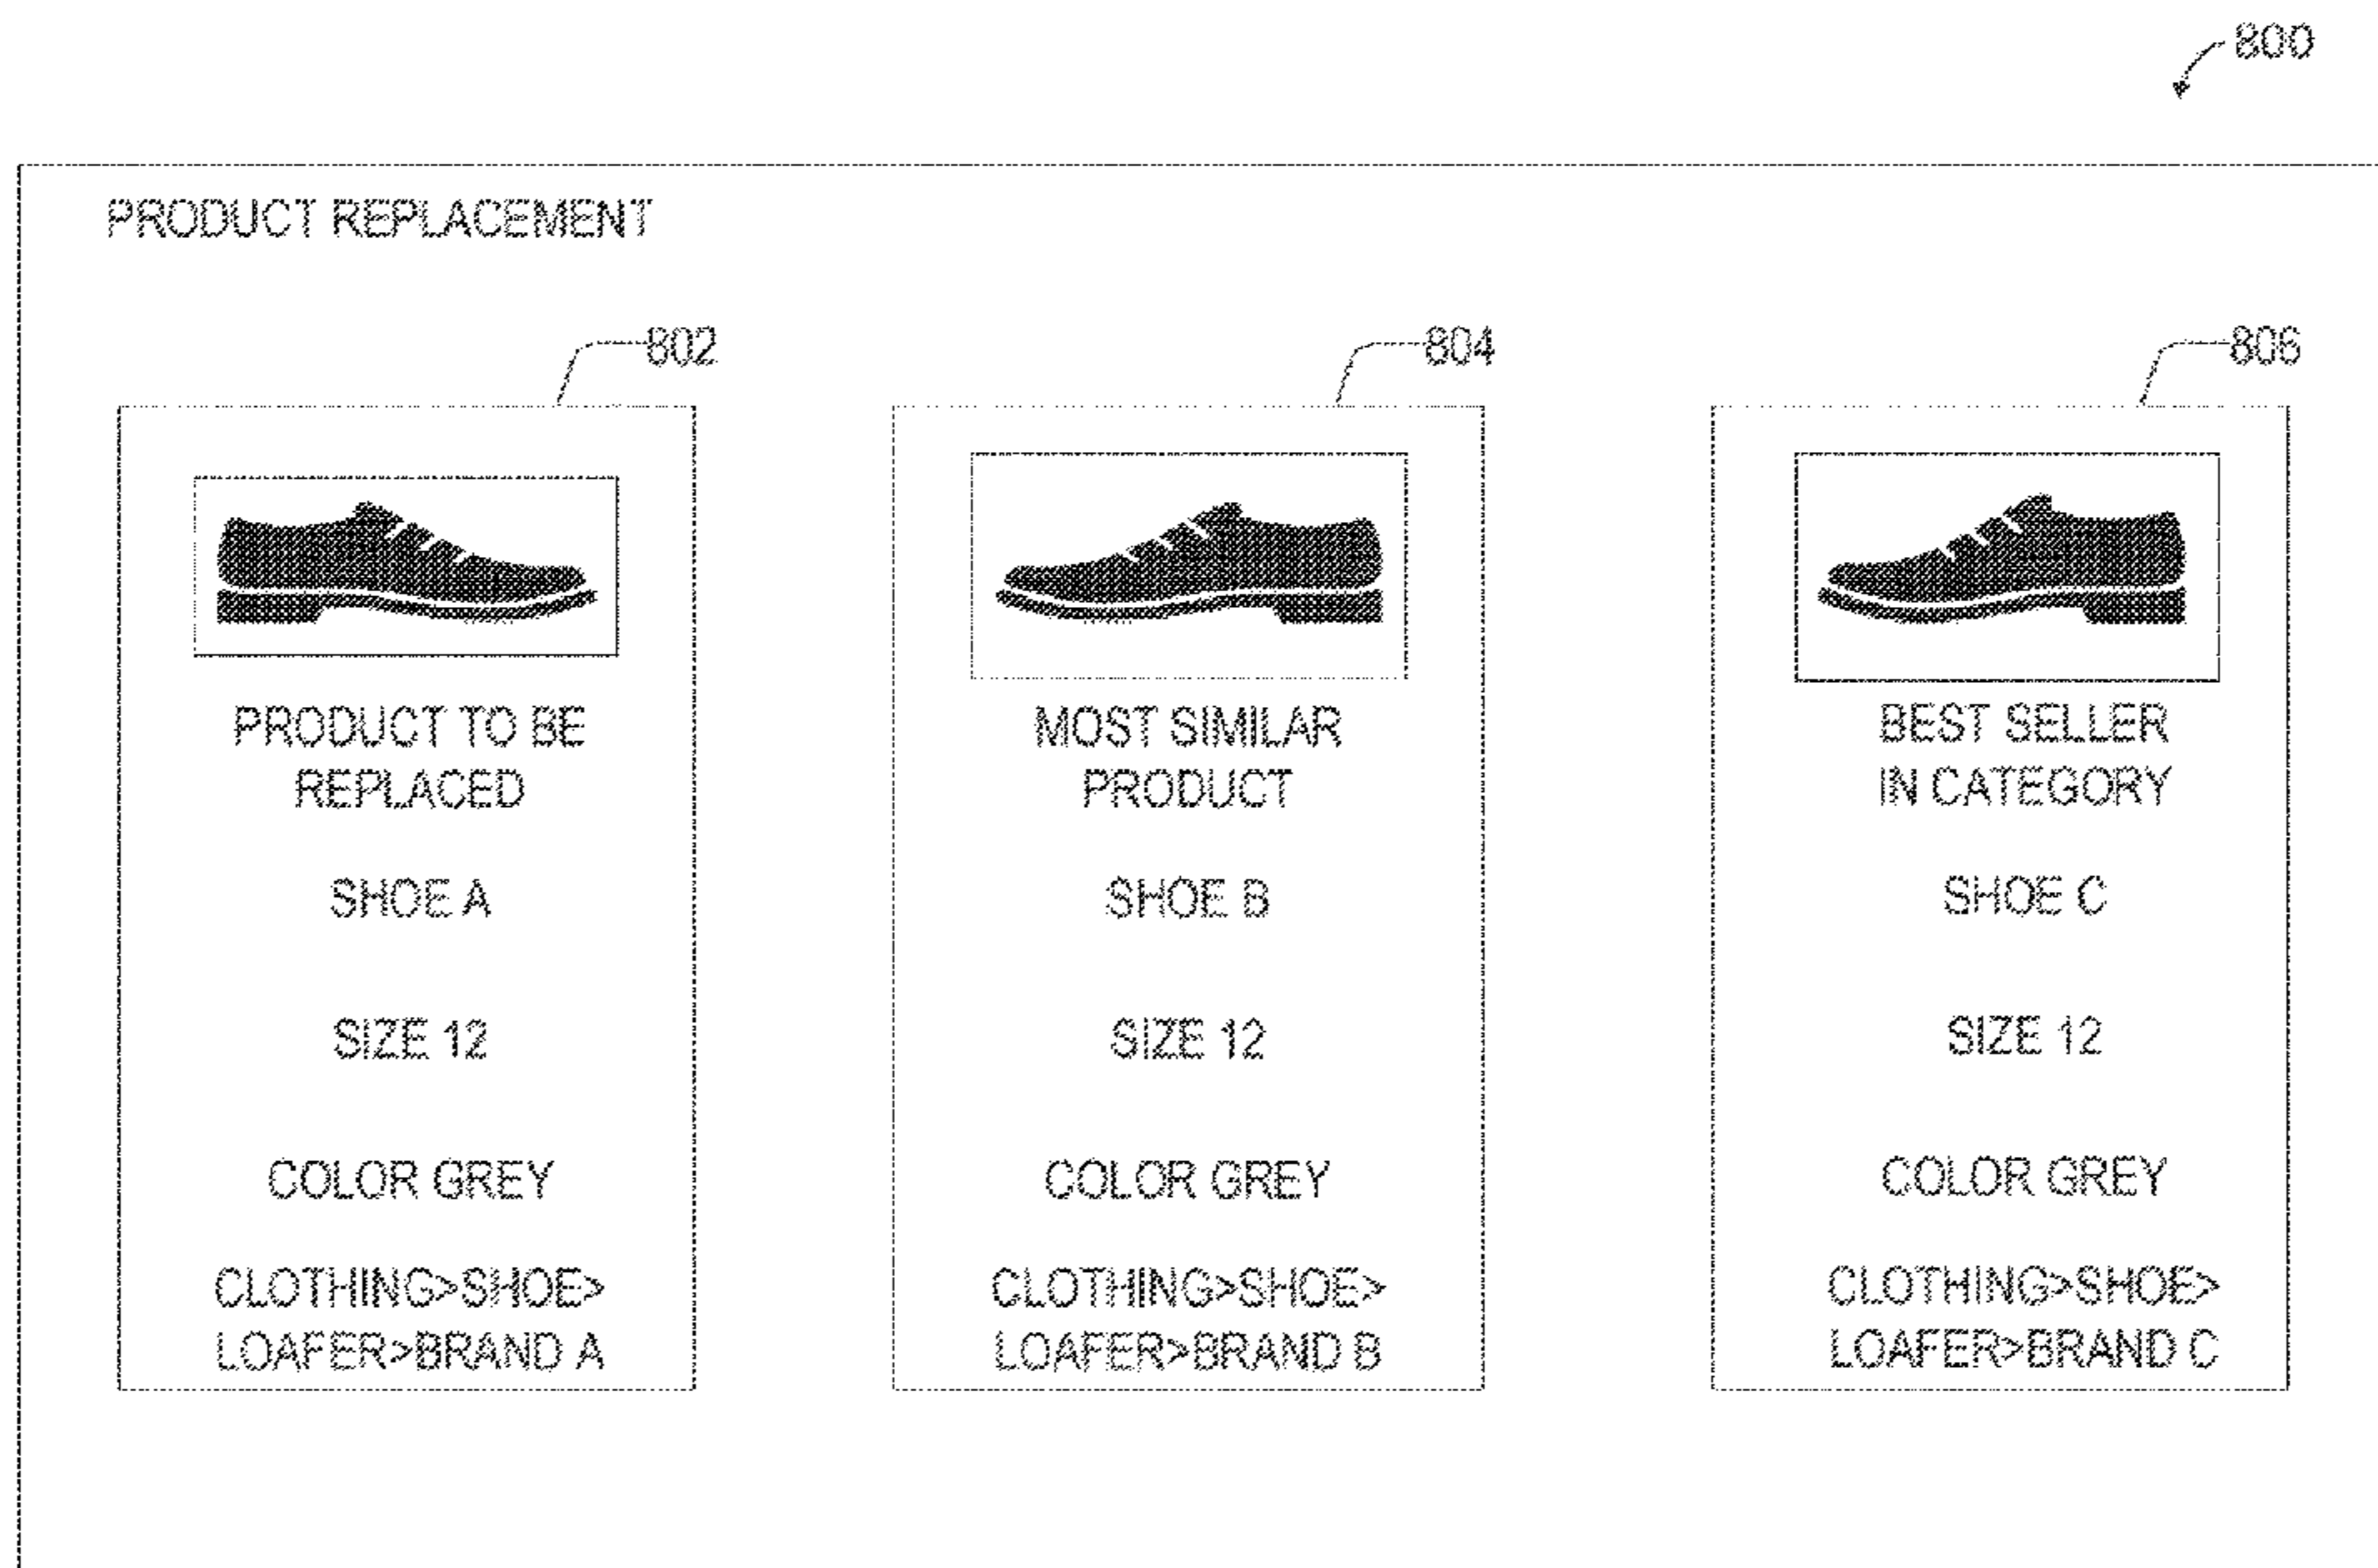 800
PRODUCT REPLACEMENT
802
804
806
PRODUCT TO BE
REPLACED
SHOE A
SIZE 12
COLOR GREY
CLOTHING>SHOE>
LOAFER>BRAND A
MOST SIMILAR
PRODUCT
SHOE B
SIZE 12
COLOR GREY
CLOTHING>SHOE>
LOAFER>BRAND B
BEST SELLER
IN CATEGORY
SHOE C
SIZE 12
COLOR GREY
CLOTHING>SHOE>
LOAFER>BRAND C